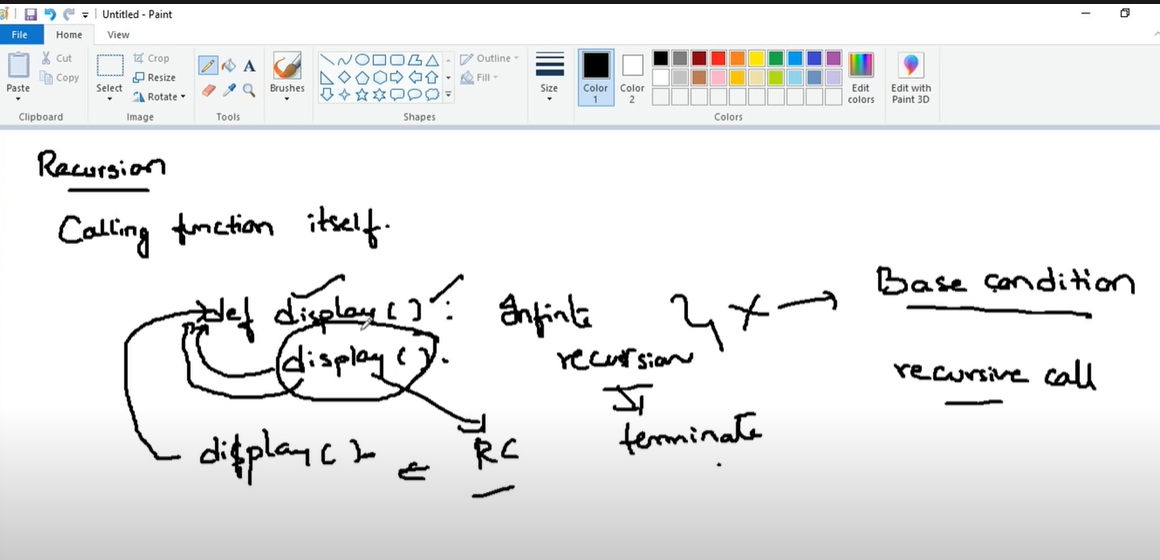 Untitled - Paint
File Home View
Cut
Copy
Paste
Clipboard
Crop
Resize
Rotate
Select
Image
A
Tools
Brushes
Outline
Fill
Shapes
Size
Color 1
Color 2
Edit colors
Colors
Edit with Paint 3D
Recursion
Calling function itself.
def display():
display().
display()
RC
Infinte
recursion
terminate
Base condition
recursive call